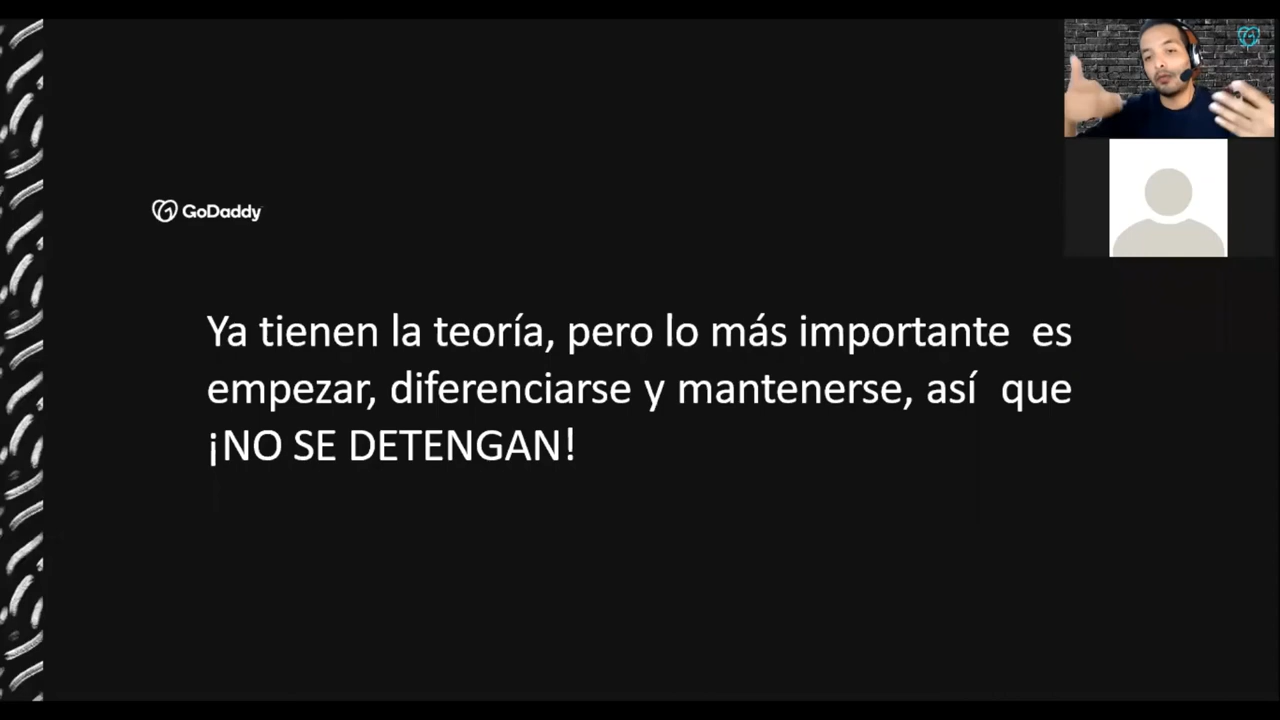 GoDaddy
Ya tienen la teoría, pero lo más importante es
empezar, diferenciarse y mantenerse, así que
¡NO SE DETENGAN!